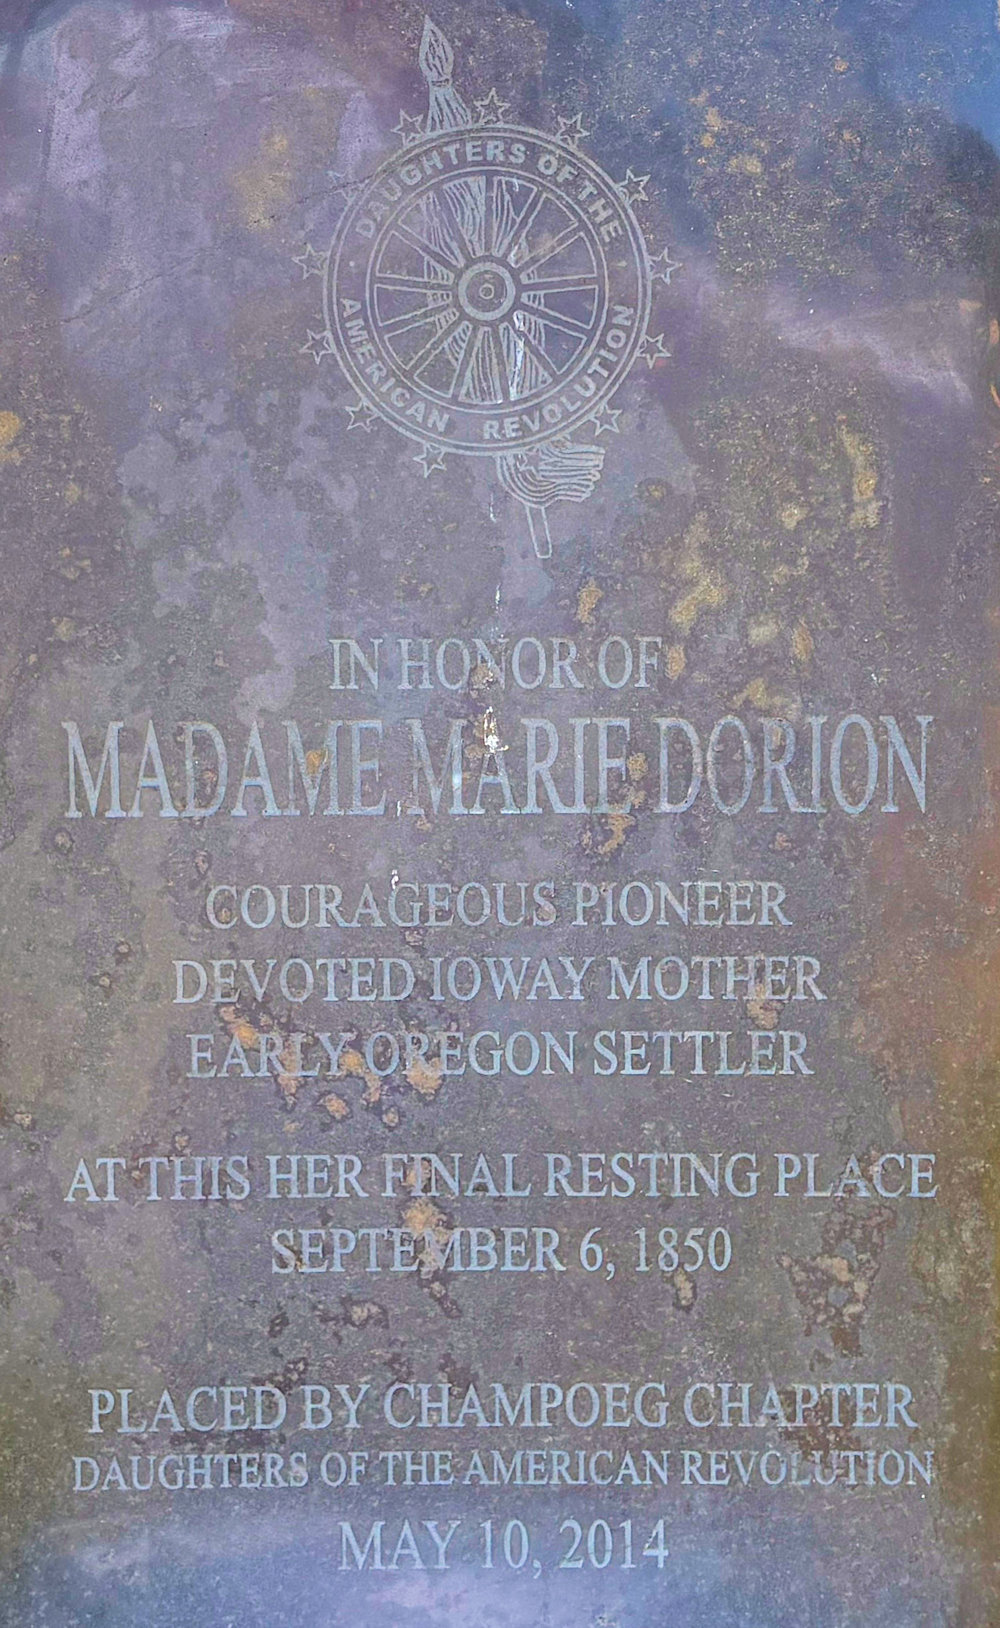 DAUGHTERS OF THE
AMERICAN REVOLUTION
IN HONOR OF
MADAME MARIE DORION
COURAGEOUS PIONEER
DEVOTED IOWAY MOTHER
EARLY OREGON SETTLER
AT THIS HER FINAL RESTING PLACE
SEPTEMBER 6, 1850
PLACED BY CHAMPOEG CHAPTER
DAUGHTERS OF THE AMERICAN REVOLUTION
MAY 10, 2014